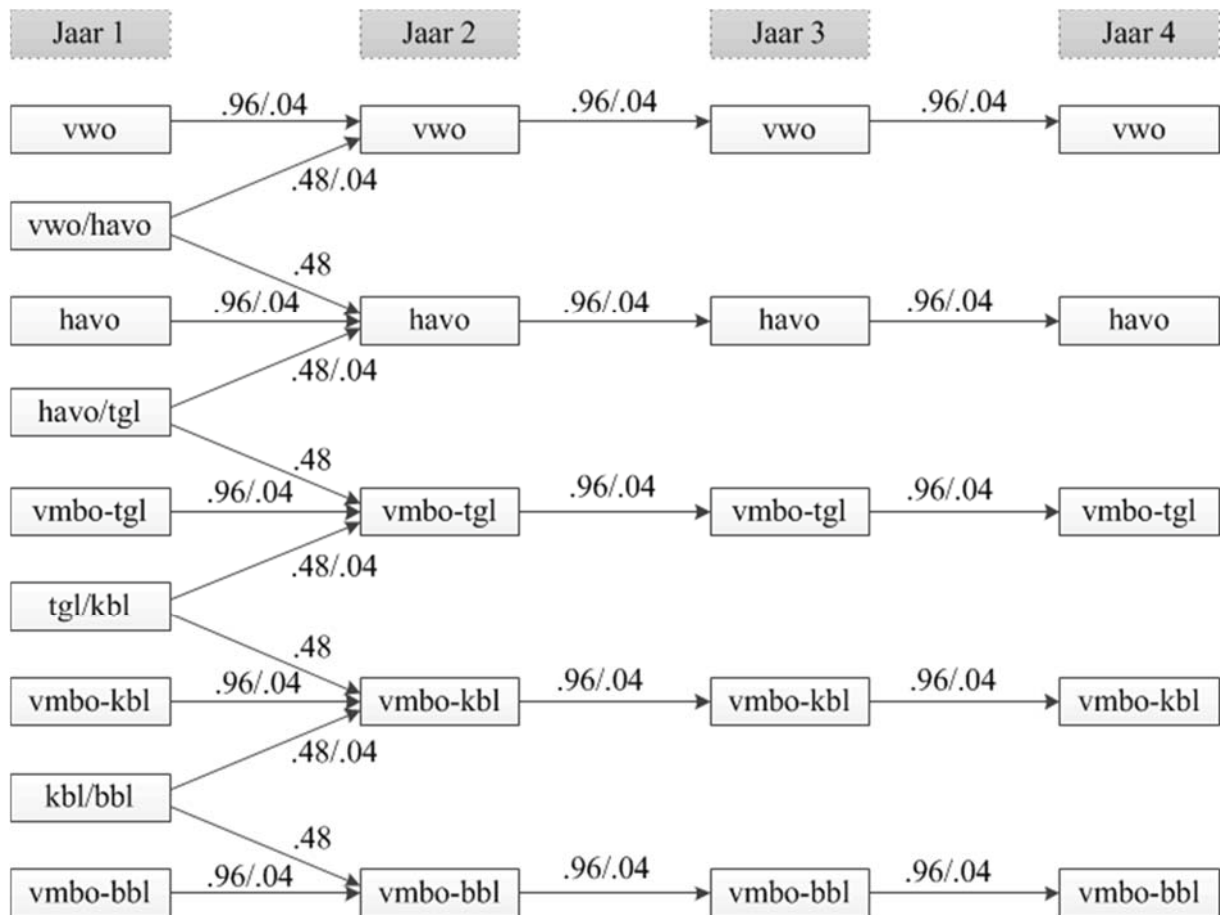 Jaar 1 Jaar 2 Jaar 3 Jaar 4
.96/.04 .96/.04 .96/.04
vwo vwo vwo vwo
.48/.04
vwo/havo
.48
.96/.04 .96/.04 .96/.04
havo havo havo havo
.48/.04
havo/tgl
.48
.96/.04 .96/.04 .96/.04
vmbo-tgl vmbo-tgl vmbo-tgl vmbo-tgl
.48/.04
tgl/kbl
.48
.96/.04 .96/.04 .96/.04
vmbo-kbl vmbo-kbl vmbo-kbl vmbo-kbl
.48/.04
kbl/bbl
.48
.96/.04 .96/.04 .96/.04
vmbo-bbl vmbo-bbl vmbo-bbl vmbo-bbl